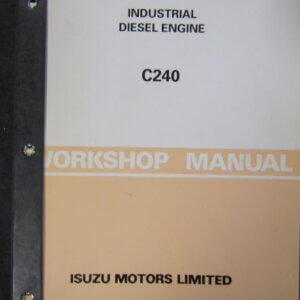 INDUSTRIAL
DIESEL ENGINE
C240
WORKSHOP MANUAL
ISUZU MOTORS LIMITED